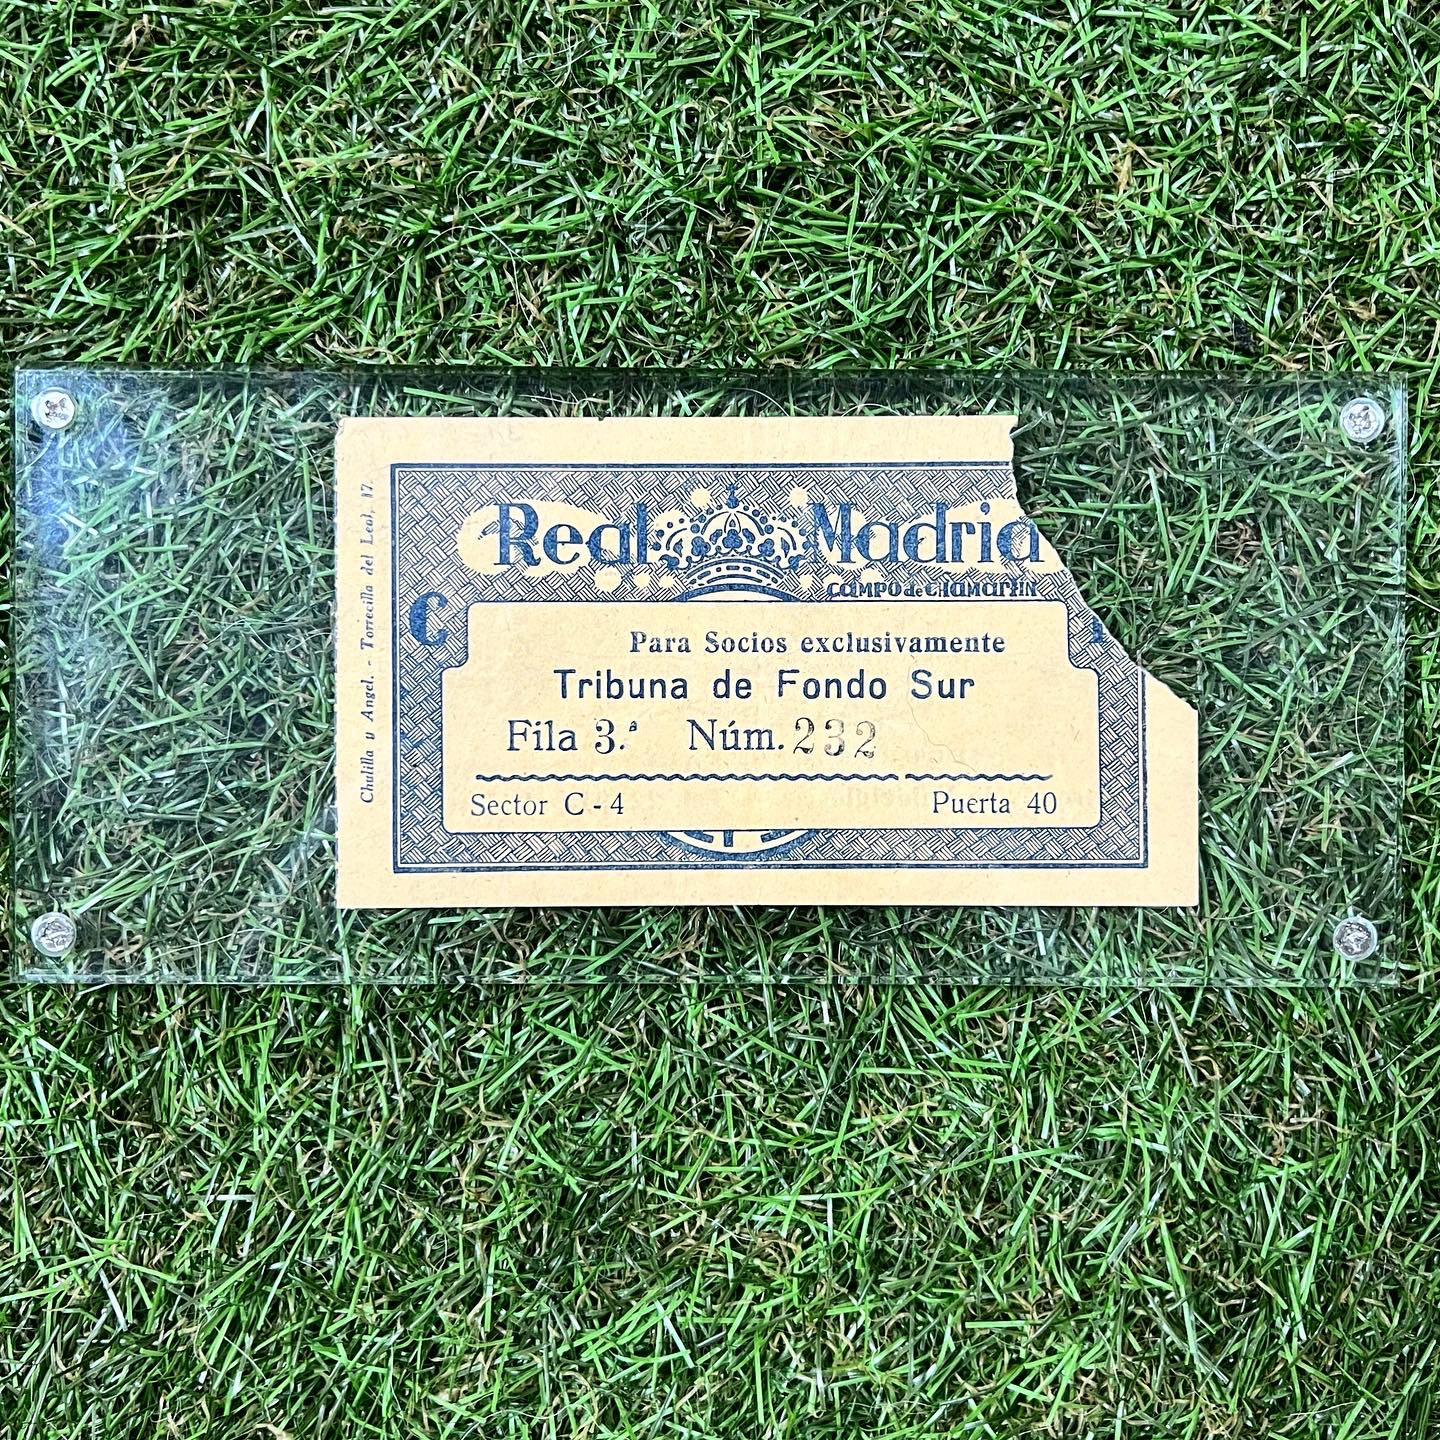 Real Madrid
CAMPO de CHAMARTIN
C
Para Socios exclusivamente
Tribuna de Fondo Sur
Fila 3.ª Núm. 232
Sector C - 4
Puerta 40
Chulilla y Angel. - Torrecilla del Leal, 17.